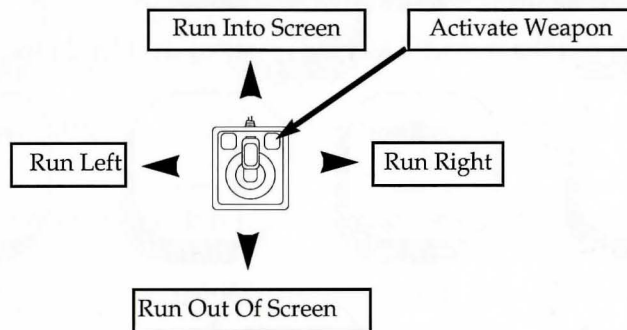 Run Into Screen
Activate Weapon
Run Left
Run Right
Run Out Of Screen